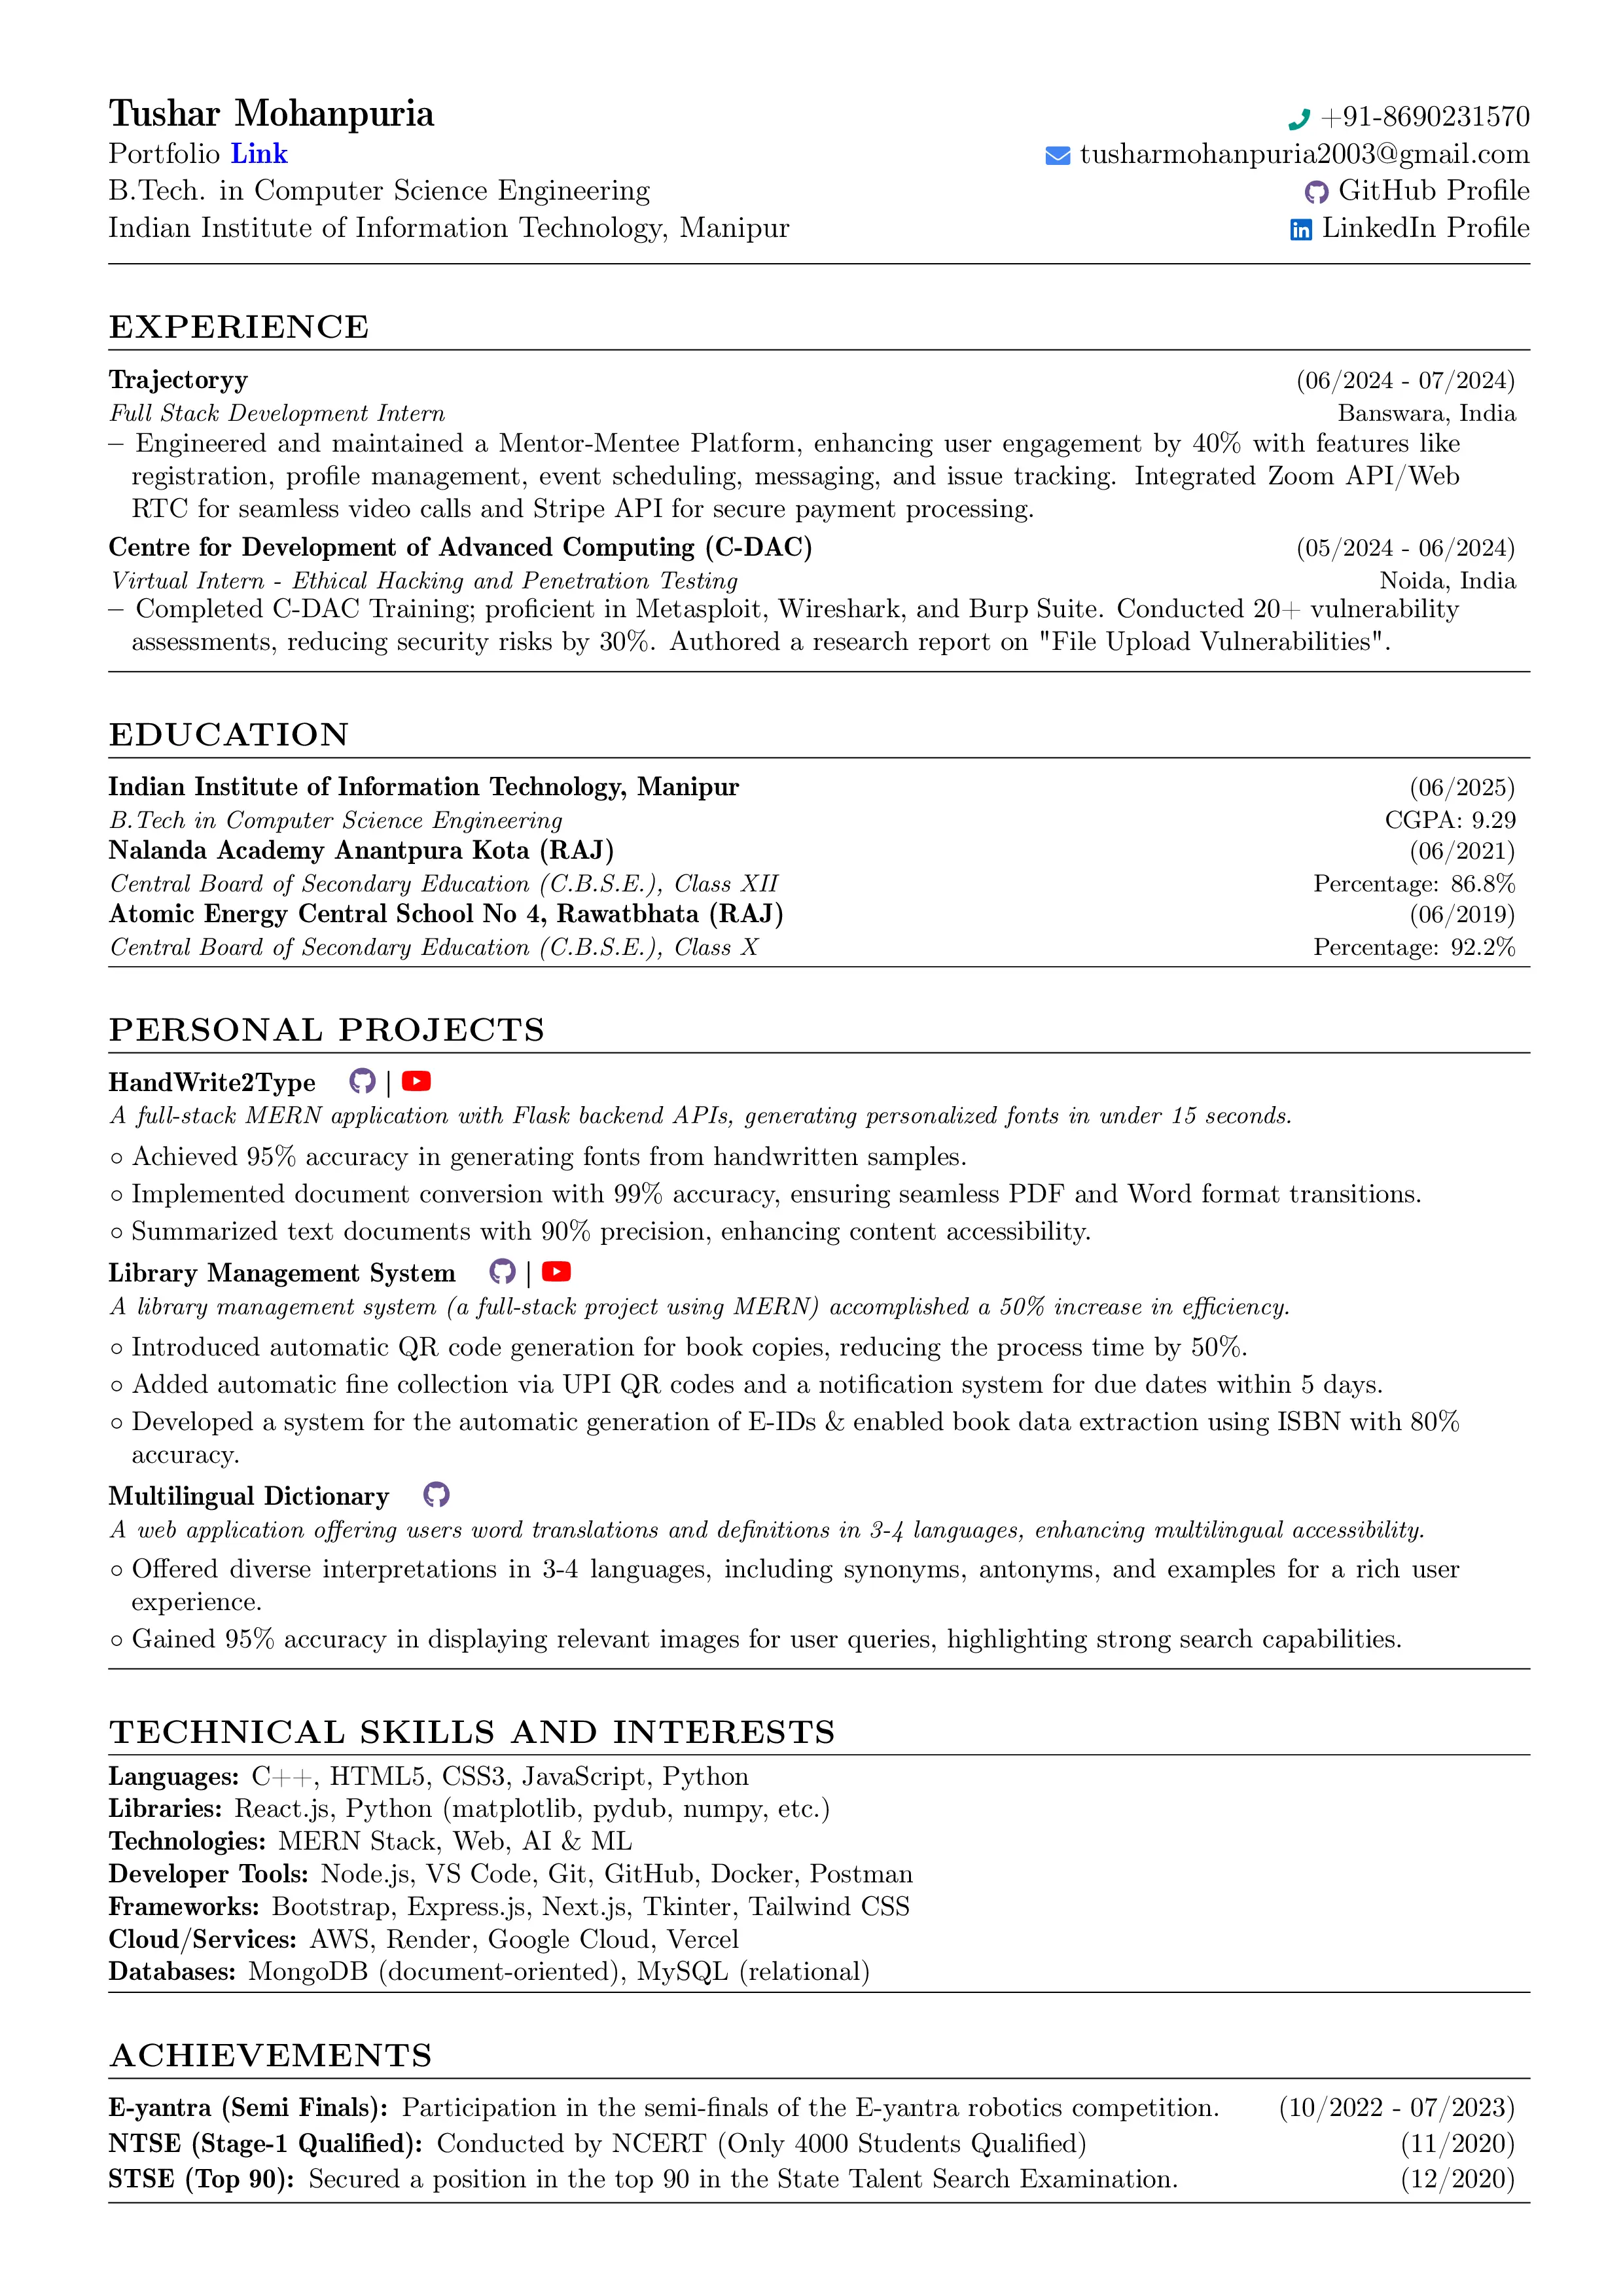 Tushar Mohanpuria
+91-8690231570
Portfolio Link
tusharmohanpuria2003@gmail.com
B.Tech. in Computer Science Engineering
GitHub Profile
Indian Institute of Information Technology, Manipur
LinkedIn Profile
EXPERIENCE
Trajectoryy (06/2024 - 07/2024)
Full Stack Development Intern Banswara, India
– Engineered and maintained a Mentor-Mentee Platform, enhancing user engagement by 40% with features like
registration, profile management, event scheduling, messaging, and issue tracking. Integrated Zoom API/Web
RTC for seamless video calls and Stripe API for secure payment processing.
Centre for Development of Advanced Computing (C-DAC) (05/2024 - 06/2024)
Virtual Intern - Ethical Hacking and Penetration Testing Noida, India
– Completed C-DAC Training; proficient in Metasploit, Wireshark, and Burp Suite. Conducted 20+ vulnerability
assessments, reducing security risks by 30%. Authored a research report on "File Upload Vulnerabilities".
EDUCATION
Indian Institute of Information Technology, Manipur (06/2025)
B.Tech in Computer Science Engineering CGPA: 9.29
Nalanda Academy Anantpura Kota (RAJ) (06/2021)
Central Board of Secondary Education (C.B.S.E.), Class XII Percentage: 86.8%
Atomic Energy Central School No 4, Rawatbhata (RAJ) (06/2019)
Central Board of Secondary Education (C.B.S.E.), Class X Percentage: 92.2%
PERSONAL PROJECTS
HandWrite2Type |
A full-stack MERN application with Flask backend APIs, generating personalized fonts in under 15 seconds.
◦ Achieved 95% accuracy in generating fonts from handwritten samples.
◦ Implemented document conversion with 99% accuracy, ensuring seamless PDF and Word format transitions.
◦ Summarized text documents with 90% precision, enhancing content accessibility.
Library Management System |
A library management system (a full-stack project using MERN) accomplished a 50% increase in efficiency.
◦ Introduced automatic QR code generation for book copies, reducing the process time by 50%.
◦ Added automatic fine collection via UPI QR codes and a notification system for due dates within 5 days.
◦ Developed a system for the automatic generation of E-IDs & enabled book data extraction using ISBN with 80%
accuracy.
Multilingual Dictionary
A web application offering users word translations and definitions in 3-4 languages, enhancing multilingual accessibility.
◦ Offered diverse interpretations in 3-4 languages, including synonyms, antonyms, and examples for a rich user
experience.
◦ Gained 95% accuracy in displaying relevant images for user queries, highlighting strong search capabilities.
TECHNICAL SKILLS AND INTERESTS
Languages: C++, HTML5, CSS3, JavaScript, Python
Libraries: React.js, Python (matplotlib, pydub, numpy, etc.)
Technologies: MERN Stack, Web, AI & ML
Developer Tools: Node.js, VS Code, Git, GitHub, Docker, Postman
Frameworks: Bootstrap, Express.js, Next.js, Tkinter, Tailwind CSS
Cloud/Services: AWS, Render, Google Cloud, Vercel
Databases: MongoDB (document-oriented), MySQL (relational)
ACHIEVEMENTS
E-yantra (Semi Finals): Participation in the semi-finals of the E-yantra robotics competition. (10/2022 - 07/2023)
NTSE (Stage-1 Qualified): Conducted by NCERT (Only 4000 Students Qualified) (11/2020)
STSE (Top 90): Secured a position in the top 90 in the State Talent Search Examination. (12/2020)